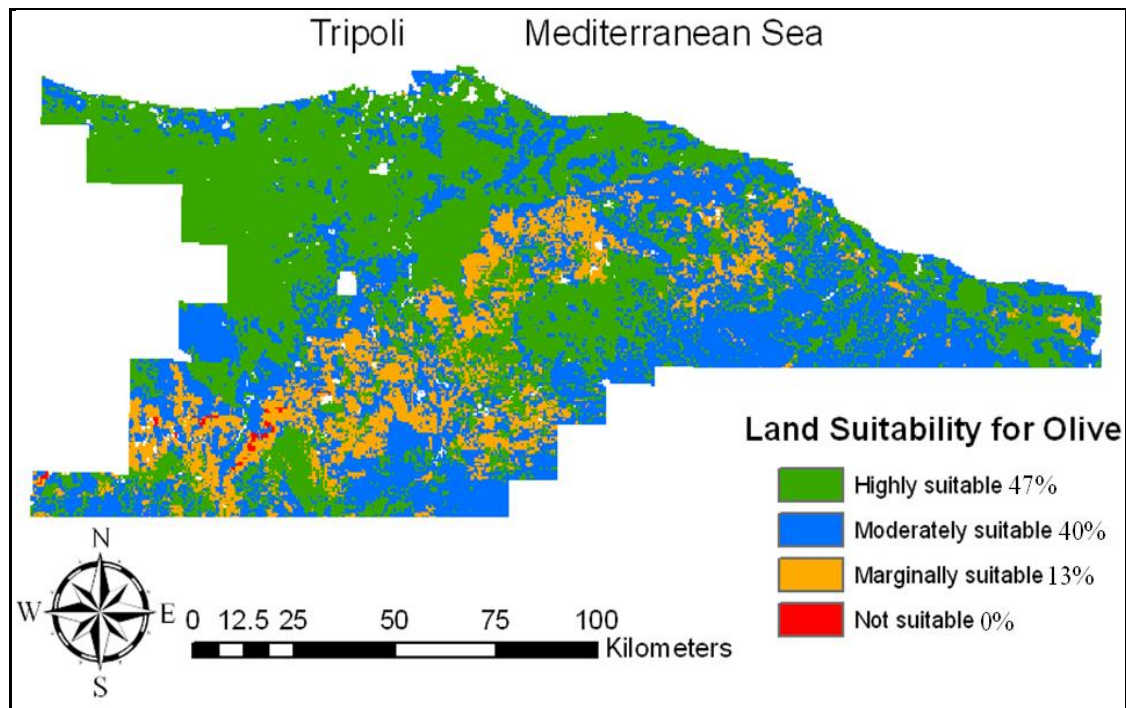 Tripoli Mediterranean Sea
Land Suitability for Olive
Highly suitable 47%
Moderately suitable 40%
Marginally suitable 13%
Not suitable 0%
N
W E
S
0 12.5 25 50 75 100
Kilometers